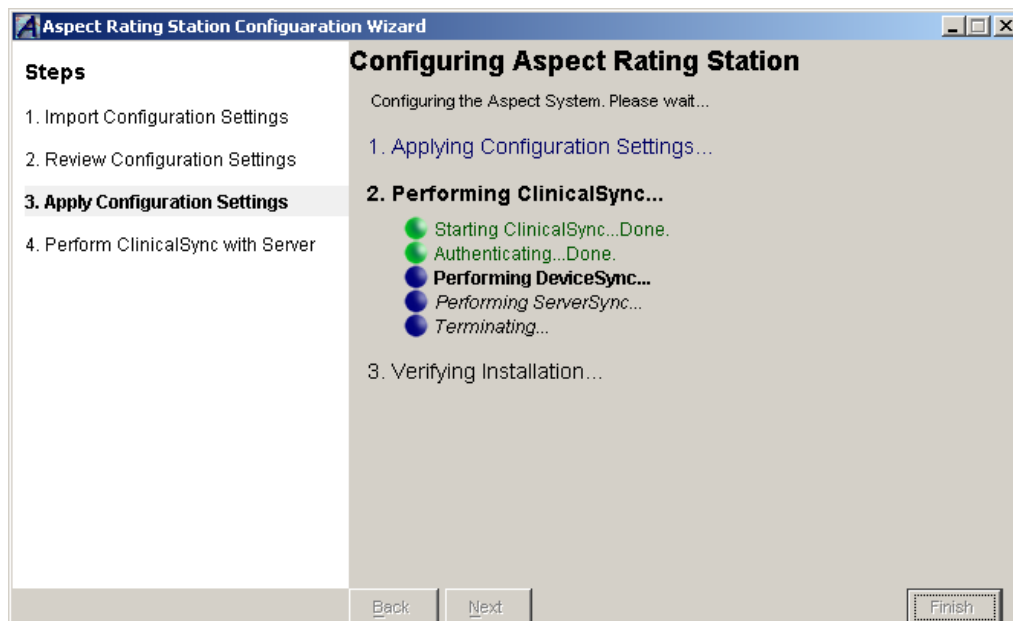 Aspect Rating Station Configuaration Wizard
Steps
1. Import Configuration Settings
2. Review Configuration Settings
3. Apply Configuration Settings
4. Perform ClinicalSync with Server
Configuring Aspect Rating Station
Configuring the Aspect System. Please wait...
1. Applying Configuration Settings...
2. Performing ClinicalSync...
Starting ClinicalSync...Done.
Authenticating...Done.
Performing DeviceSync...
Performing ServerSync...
Terminating...
3. Verifying Installation...
Back Next Finish